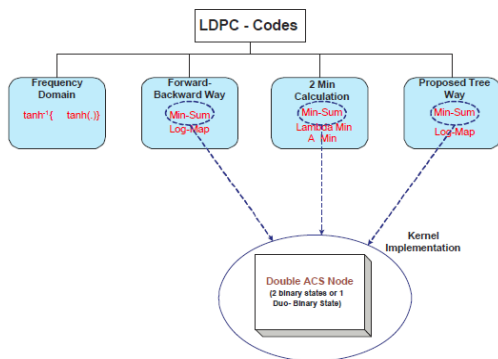 LDPC - Codes
Frequency
Domain
tanh⁻¹{ tanh(.)}
Forward-
Backward Way
Min-Sum
Log-Map
2 Min
Calculation
Min-Sum
Lambda Min
A Min
Proposed Tree
Way
Min-Sum
Log-Map
Kernel
Implementation
Double ACS Node
(2 binary states or 1
Duo- Binary State)